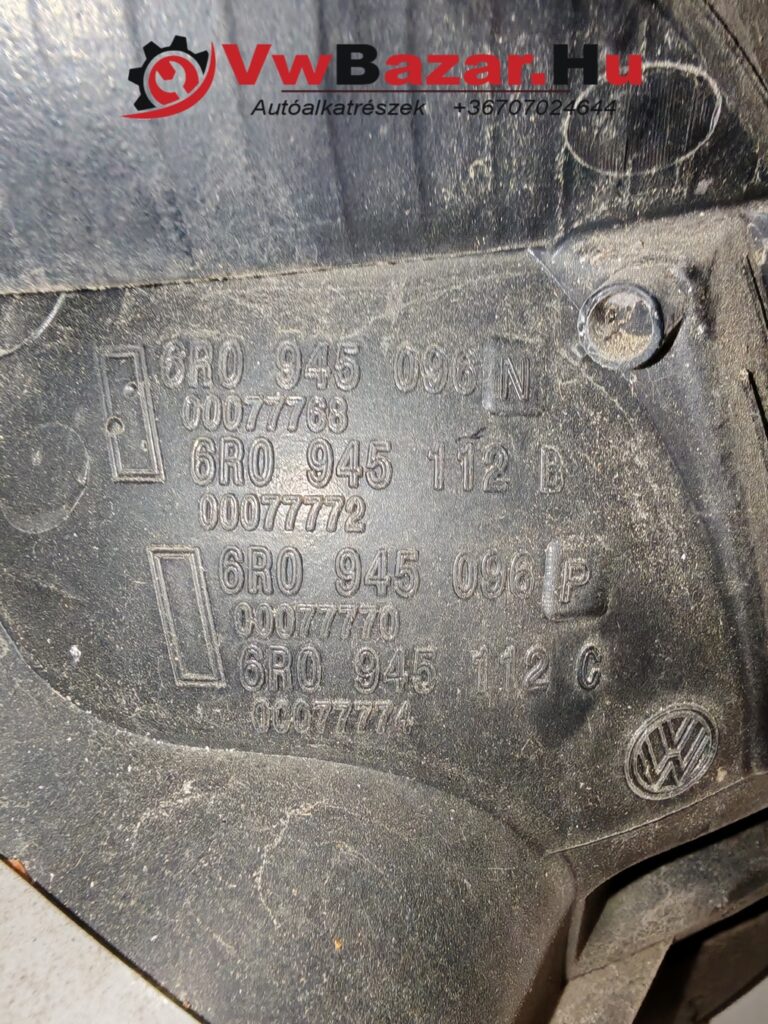 VwBazar.Hu
Autóalkatrészek +36707024644
6R0 945 096 N
00077768
6R0 945 112 B
00077772
6R0 945 096 P
00077770
6R0 945 112 C
00077774